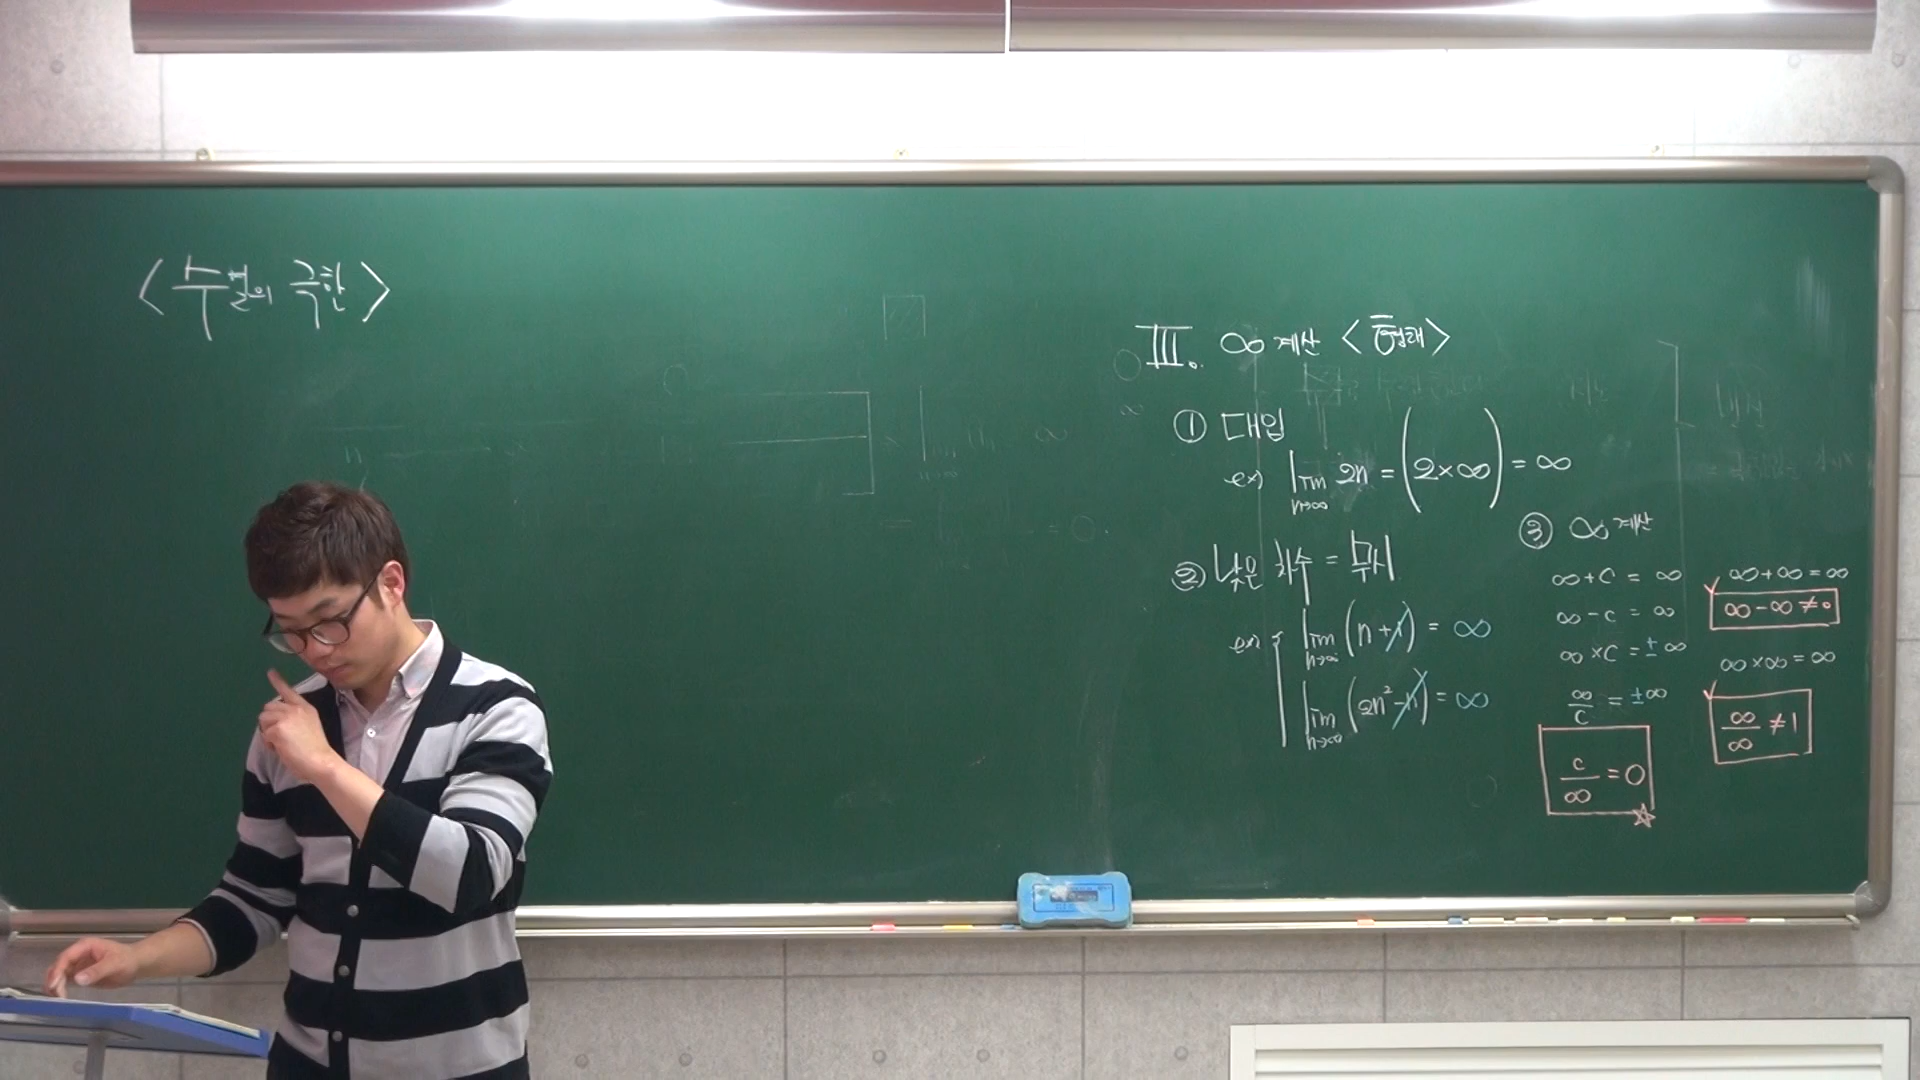 <수열의 극한>
III. ∞ 계산 <형태>
① 대입
ex) lim n→∞ 2n = (2×∞) = ∞
② 낮은 차수 = 무시
ex) lim n→∞ (n+1) = ∞
lim n→∞ (2n²-n) = ∞
③ ∞ 계산
∞+C = ∞
∞-c = ∞
∞×C = ±∞
∞/C = ±∞
c/∞ = 0 ☆
∞+∞=∞
✓ ∞-∞≠0
∞×∞=∞
✓ ∞/∞ ≠ 1